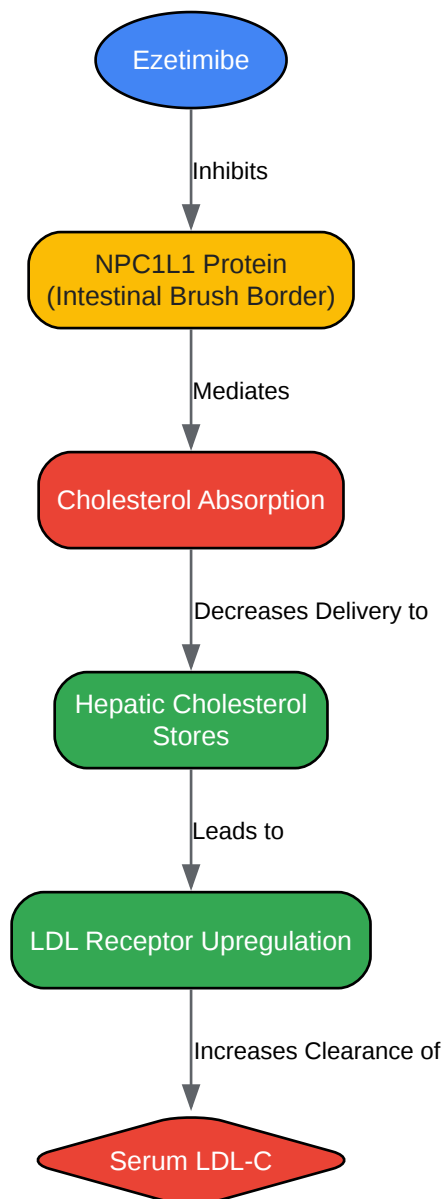 Ezetimibe
Inhibits
NPC1L1 Protein
(Intestinal Brush Border)
Mediates
Cholesterol Absorption
Decreases Delivery to
Hepatic Cholesterol
Stores
Leads to
LDL Receptor Upregulation
Increases Clearance of
Serum LDL-C